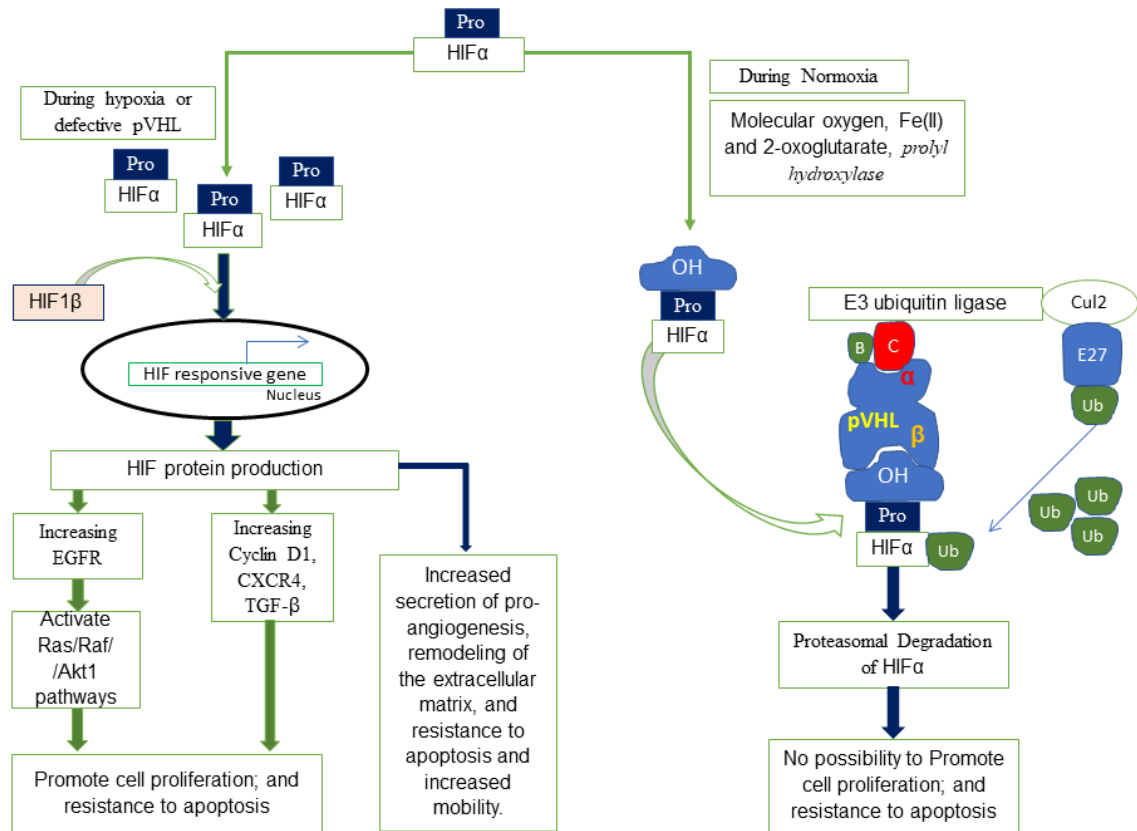 Pro
HIFα
During hypoxia or
defective pVHL
Pro
HIFα
Pro
HIFα
Pro
HIFα
HIF1β
HIF responsive gene
Nucleus
HIF protein production
Increasing
EGFR
Increasing
Cyclin D1,
CXCR4,
TGF-β
Activate
Ras/Raf/
/Akt1
pathways
Increased
secretion of pro-
angiogenesis,
remodeling of
the extracellular
matrix, and
resistance to
apoptosis and
increased
mobility.
Promote cell proliferation; and
resistance to apoptosis
During Normoxia
Molecular oxygen, Fe(II)
and 2-oxoglutarate, prolyl
hydroxylase
OH
Pro
HIFα
E3 ubiquitin ligase
Cul2
B
C
α
E27
Ub
pVHL
β
OH
Pro
HIFα
Ub
Ub
Ub
Ub
Proteasomal Degradation
of HIFα
No possibility to Promote
cell proliferation; and
resistance to apoptosis